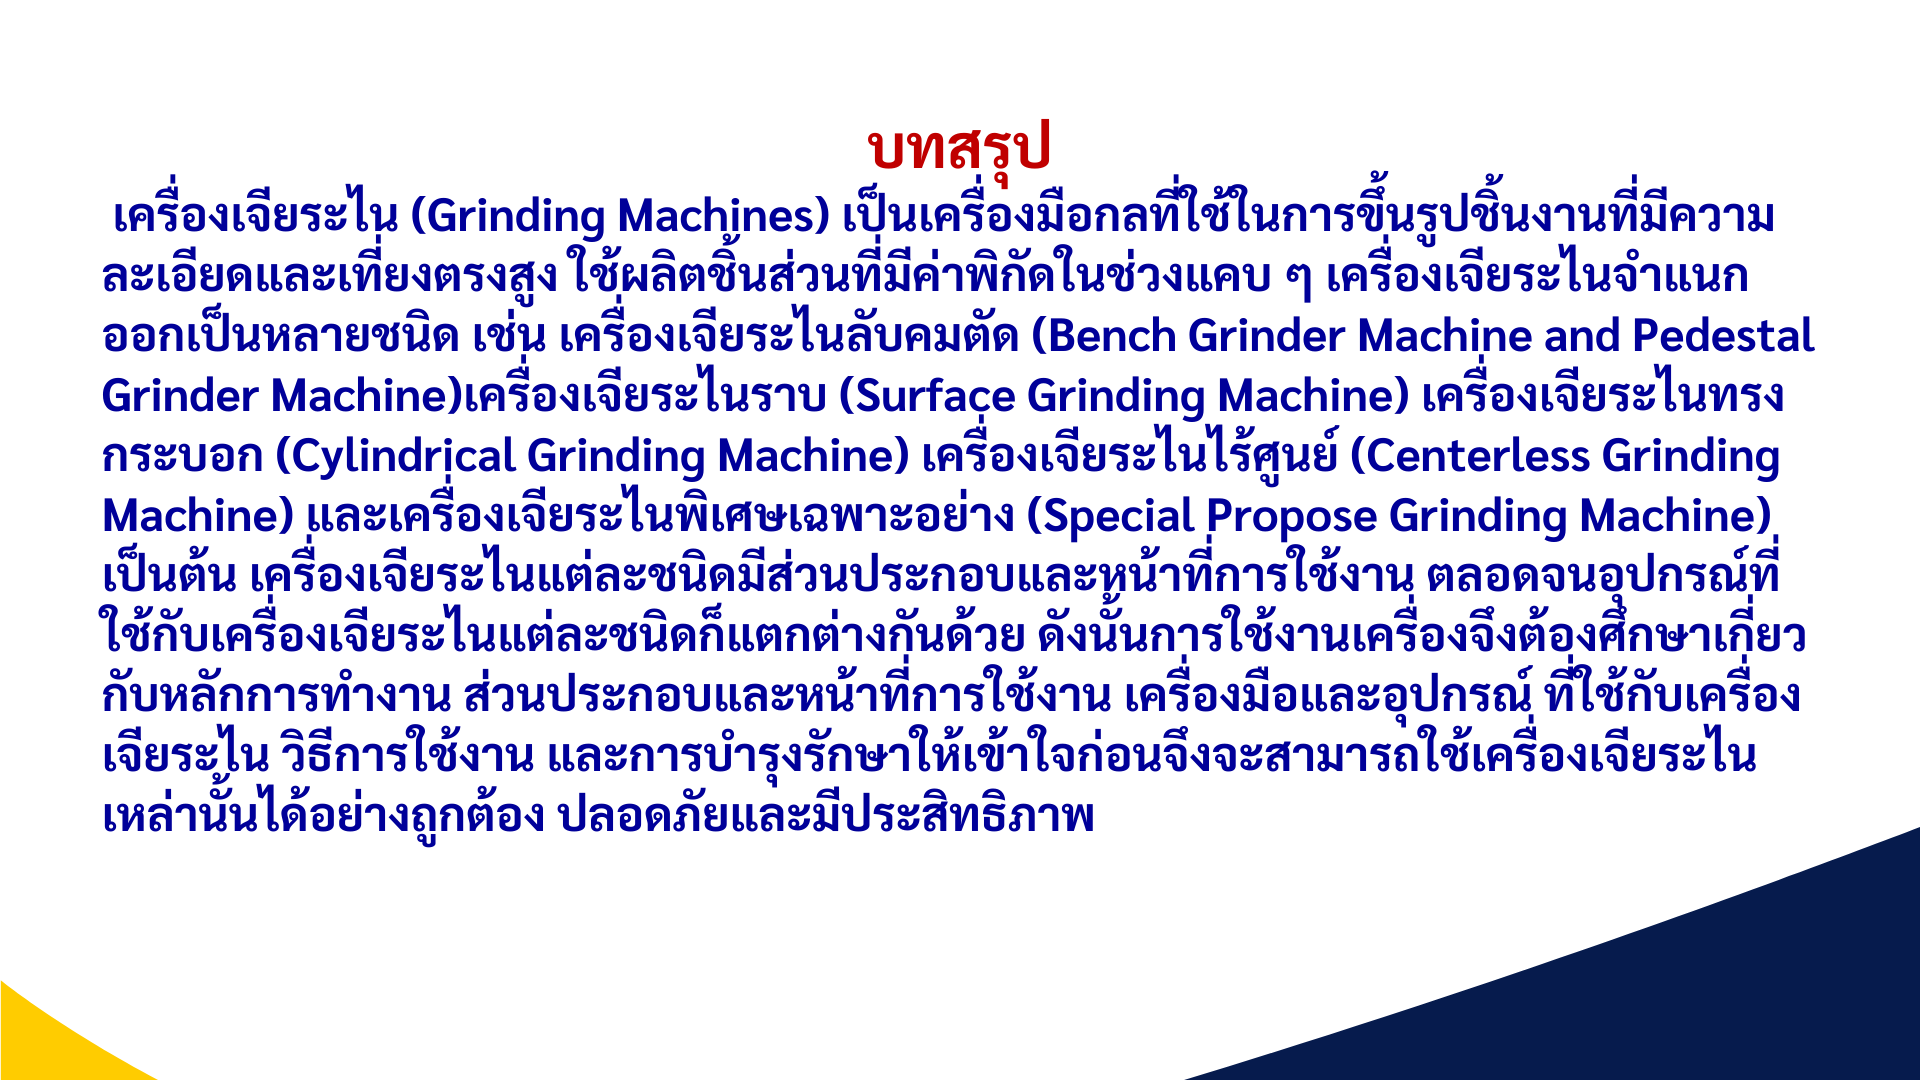 บทสรุป
เครื่องเจียระไน (Grinding Machines) เป็นเครื่องมือกลที่ใช้ในการขึ้นรูปชิ้นงานที่มีความ
ละเอียดและเที่ยงตรงสูง ใช้ผลิตชิ้นส่วนที่มีค่าพิกัดในช่วงแคบ ๆ เครื่องเจียระไนจำแนก
ออกเป็นหลายชนิด เช่น เครื่องเจียระไนลับคมตัด (Bench Grinder Machine and Pedestal
Grinder Machine)เครื่องเจียระไนราบ (Surface Grinding Machine) เครื่องเจียระไนทรง
กระบอก (Cylindrical Grinding Machine) เครื่องเจียระไนไร้ศูนย์ (Centerless Grinding
Machine) และเครื่องเจียระไนพิเศษเฉพาะอย่าง (Special Propose Grinding Machine)
เป็นต้น เครื่องเจียระไนแต่ละชนิดมีส่วนประกอบและหน้าที่การใช้งาน ตลอดจนอุปกรณ์ที่
ใช้กับเครื่องเจียระไนแต่ละชนิดก็แตกต่างกันด้วย ดังนั้นการใช้งานเครื่องจึงต้องศึกษาเกี่ยว
กับหลักการทำงาน ส่วนประกอบและหน้าที่การใช้งาน เครื่องมือและอุปกรณ์ ที่ใช้กับเครื่อง
เจียระไน วิธีการใช้งาน และการบำรุงรักษาให้เข้าใจก่อนจึงจะสามารถใช้เครื่องเจียระไน
เหล่านั้นได้อย่างถูกต้อง ปลอดภัยและมีประสิทธิภาพ